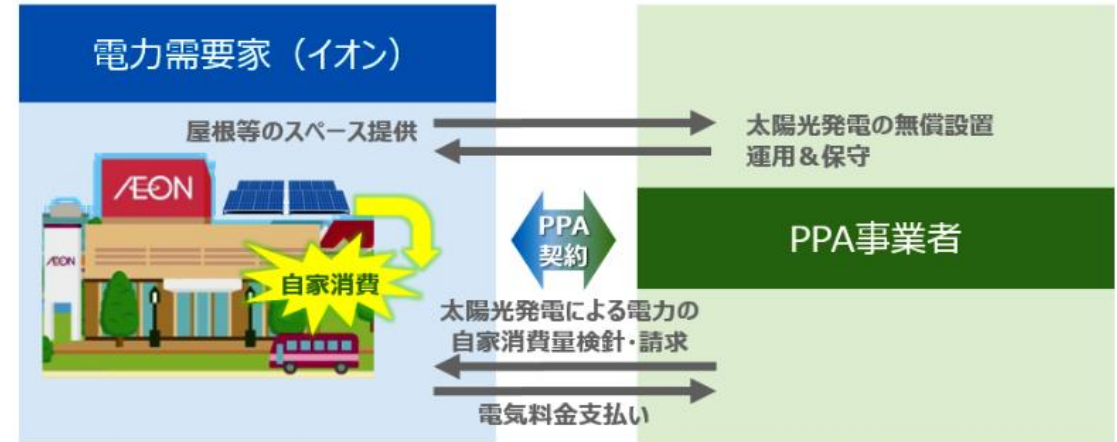 電力需要家（イオン）
屋根等のスペース提供
太陽光発電の無償設置
運用＆保守
ÆON
ÆON
自家消費
PPA
契約
PPA事業者
太陽光発電による電力の
自家消費量検針・請求
電気料金支払い